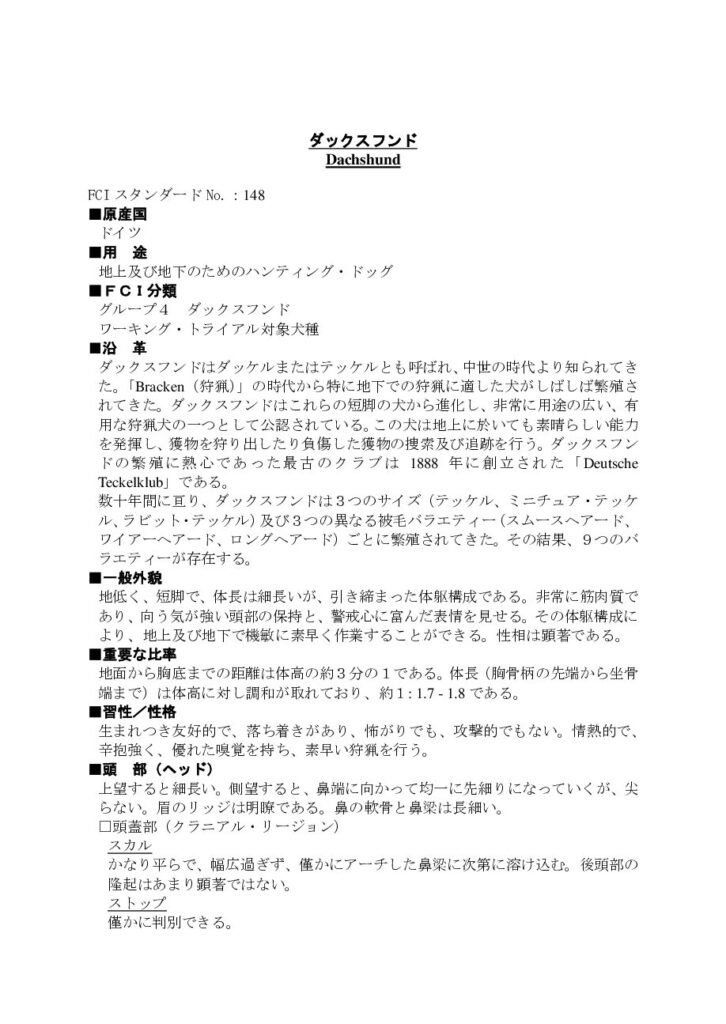 ダックスフンド
Dachshund
FCIスタンダードNo. : 148
■原産国
ドイツ
■用　途
地上及び地下のためのハンティング・ドッグ
■ＦＣＩ分類
グループ４　ダックスフンド
ワーキング・トライアル対象犬種
■沿　革
ダックスフンドはダッケルまたはテッケルとも呼ばれ、中世の時代より知られてき
た。「Bracken（狩猟）」の時代から特に地下での狩猟に適した犬がしばしば繁殖さ
れてきた。ダックスフンドはこれらの短脚の犬から進化し、非常に用途の広い、有
用な狩猟犬の一つとして公認されている。この犬は地上に於いても素晴らしい能力
を発揮し、獲物を狩り出したり負傷した獲物の捜索及び追跡を行う。ダックスフン
ドの繁殖に熱心であった最古のクラブは 1888 年に創立された「Deutsche
Teckelklub」である。
数十年間に亘り、ダックスフンドは３つのサイズ（テッケル、ミニチュア・テッケ
ル、ラビット・テッケル）及び３つの異なる被毛バラエティー（スムースヘアード、
ワイアーヘアード、ロングヘアード）ごとに繁殖されてきた。その結果、９つのバ
ラエティーが存在する。
■一般外貌
地低く、短脚で、体長は細長いが、引き締まった体躯構成である。非常に筋肉質で
あり、向う気が強い頭部の保持と、警戒心に富んだ表情を見せる。その体躯構成に
より、地上及び地下で機敏に素早く作業することができる。性相は顕著である。
■重要な比率
地面から胸底までの距離は体高の約３分の１である。体長（胸骨柄の先端から坐骨
端まで）は体高に対し調和が取れており、約１: 1.7 - 1.8 である。
■習性／性格
生まれつき友好的で、落ち着きがあり、怖がりでも、攻撃的でもない。情熱的で、
辛抱強く、優れた嗅覚を持ち、素早い狩猟を行う。
■頭　部（ヘッド）
上望すると細長い。側望すると、鼻端に向かって均一に先細りになっていくが、尖
らない。眉のリッジは明瞭である。鼻の軟骨と鼻梁は長細い。
□頭蓋部（クラニアル・リージョン）
スカル
かなり平らで、幅広過ぎず、僅かにアーチした鼻梁に次第に溶け込む。後頭部の
隆起はあまり顕著ではない。
ストップ
僅かに判別できる。